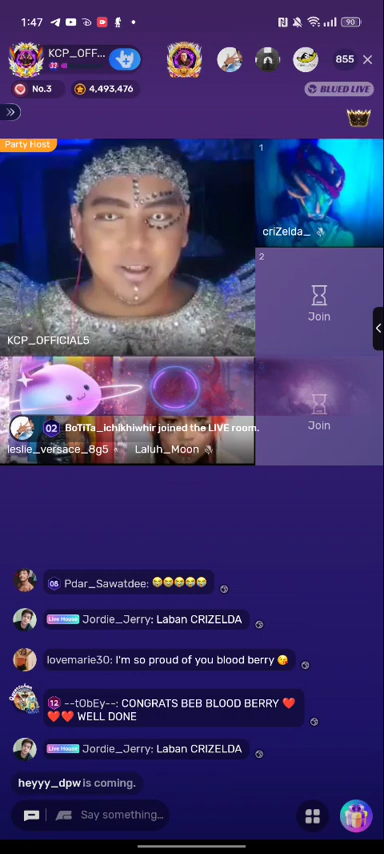 1:47
90
KCP_OFF...
33
855
No.3
4,493,476
BLUED LIVE
Party Host
1
criZelda_
2
Join
KCP_OFFICIAL5
Join
02 BoTiTa_ichikhiwhir joined the LIVE room.
leslie_versace_8g5
Laluh_Moon
08 Pdar_Sawatdee: 😂😂😂😂😂
Live House Jordie_Jerry: Laban CRIZELDA
lovemarie30: I'm so proud of you blood berry 😘
12 --tObEy--: CONGRATS BEB BLOOD BERRY ❤️
❤️❤️ WELL DONE
Live House Jordie_Jerry: Laban CRIZELDA
heyyy_dpw is coming.
Say something...